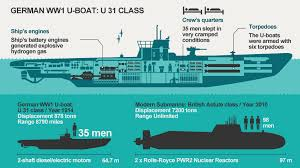 GERMAN WW1 U-BOAT: U 31 CLASS
Ship's engines
Ship's battery engines
generated explosive
hydrogen gas
Crew's quarters
35 men slept in
very cramped
conditions
Torpedoes
The U-boats
were armed with
six torpedoes
German WW1 U-boat:
U 31 class / Year 1914
Displacement 878 tons
Range 8790 miles
35 men
2-shaft diesel/electric motors
64.7 m
Modern Submarine: British Astute class / Year 2010
Displacement 7200 tons
Range Unlimited
98
men
2 x Rolls-Royce PWR2 Nuclear Reactors
97 m